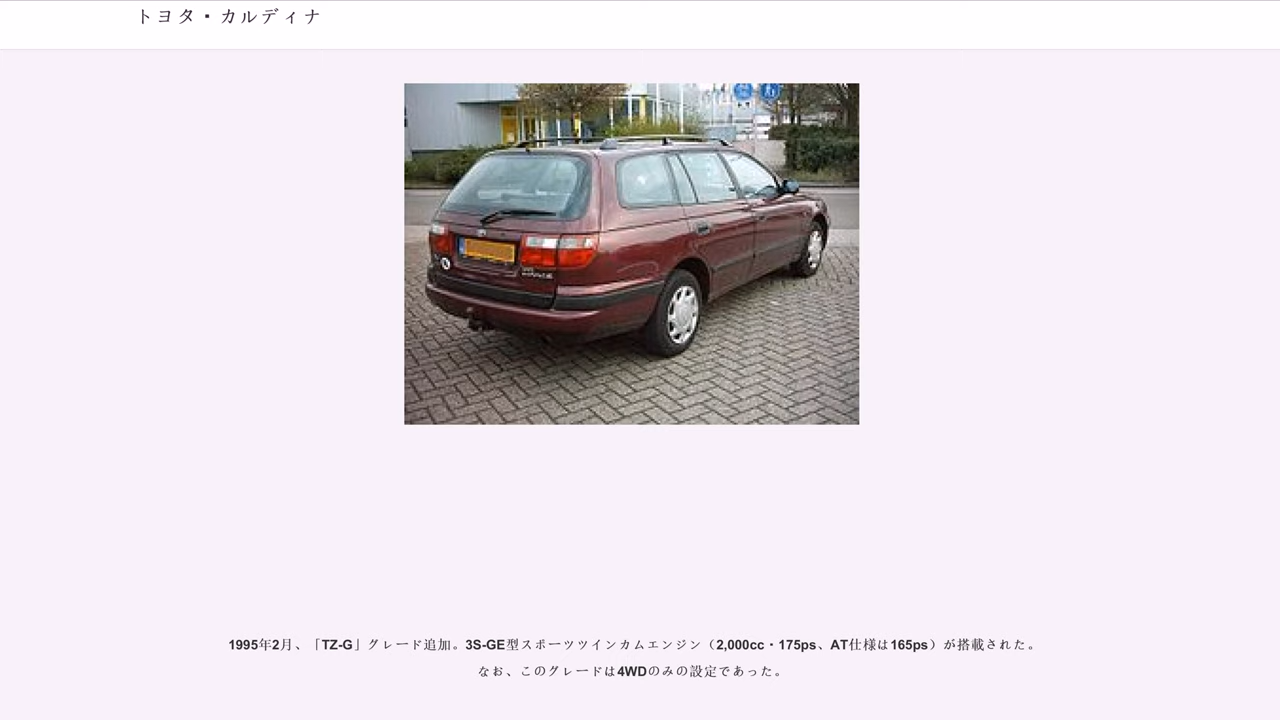 トヨタ・カルディナ
1995年2月、「TZ-G」グレード追加。3S-GE型スポーツツインカムエンジン（2,000cc・175ps、AT仕様は165ps）が搭載された。
なお、このグレードは4WDのみの設定であった。